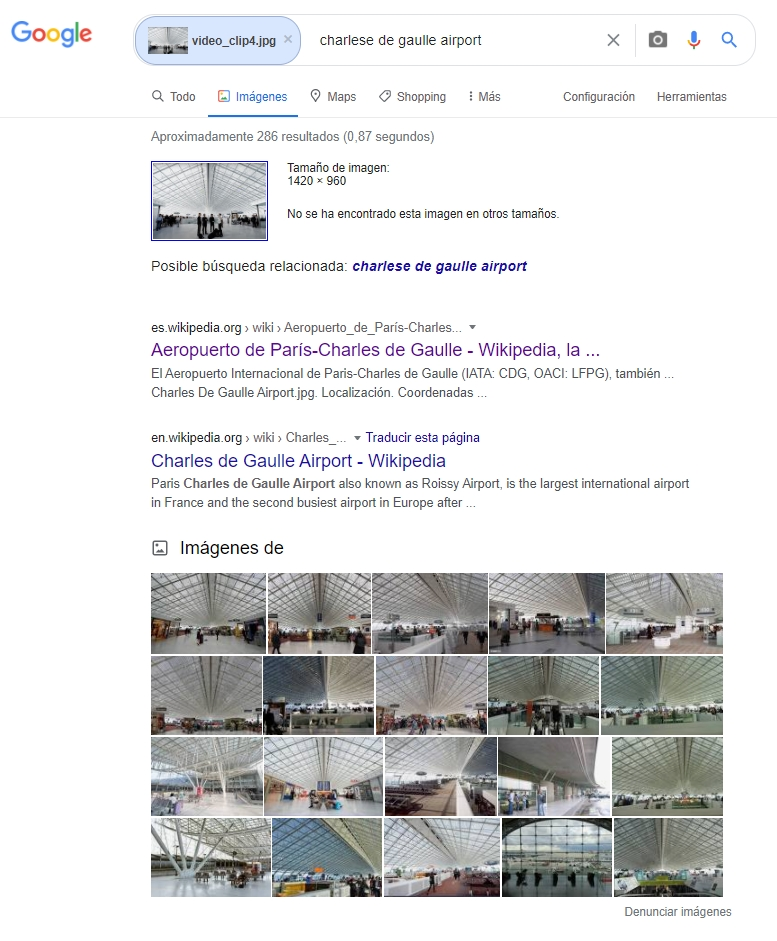 Google
video_clip4.jpg × charlese de gaulle airport
Todo Imágenes Maps Shopping Más Configuración Herramientas
Aproximadamente 286 resultados (0,87 segundos)
Tamaño de imagen:
1420 × 960
No se ha encontrado esta imagen en otros tamaños.
Posible búsqueda relacionada: charlese de gaulle airport
es.wikipedia.org › wiki › Aeropuerto_de_París-Charles...
Aeropuerto de París-Charles de Gaulle - Wikipedia, la ...
El Aeropuerto Internacional de Paris-Charles de Gaulle (IATA: CDG, OACI: LFPG), también ...
Charles De Gaulle Airport.jpg. Localización. Coordenadas ...
en.wikipedia.org › wiki › Charles_... Traducir esta página
Charles de Gaulle Airport - Wikipedia
Paris Charles de Gaulle Airport also known as Roissy Airport, is the largest international airport
in France and the second busiest airport in Europe after ...
Imágenes de
Denunciar imágenes